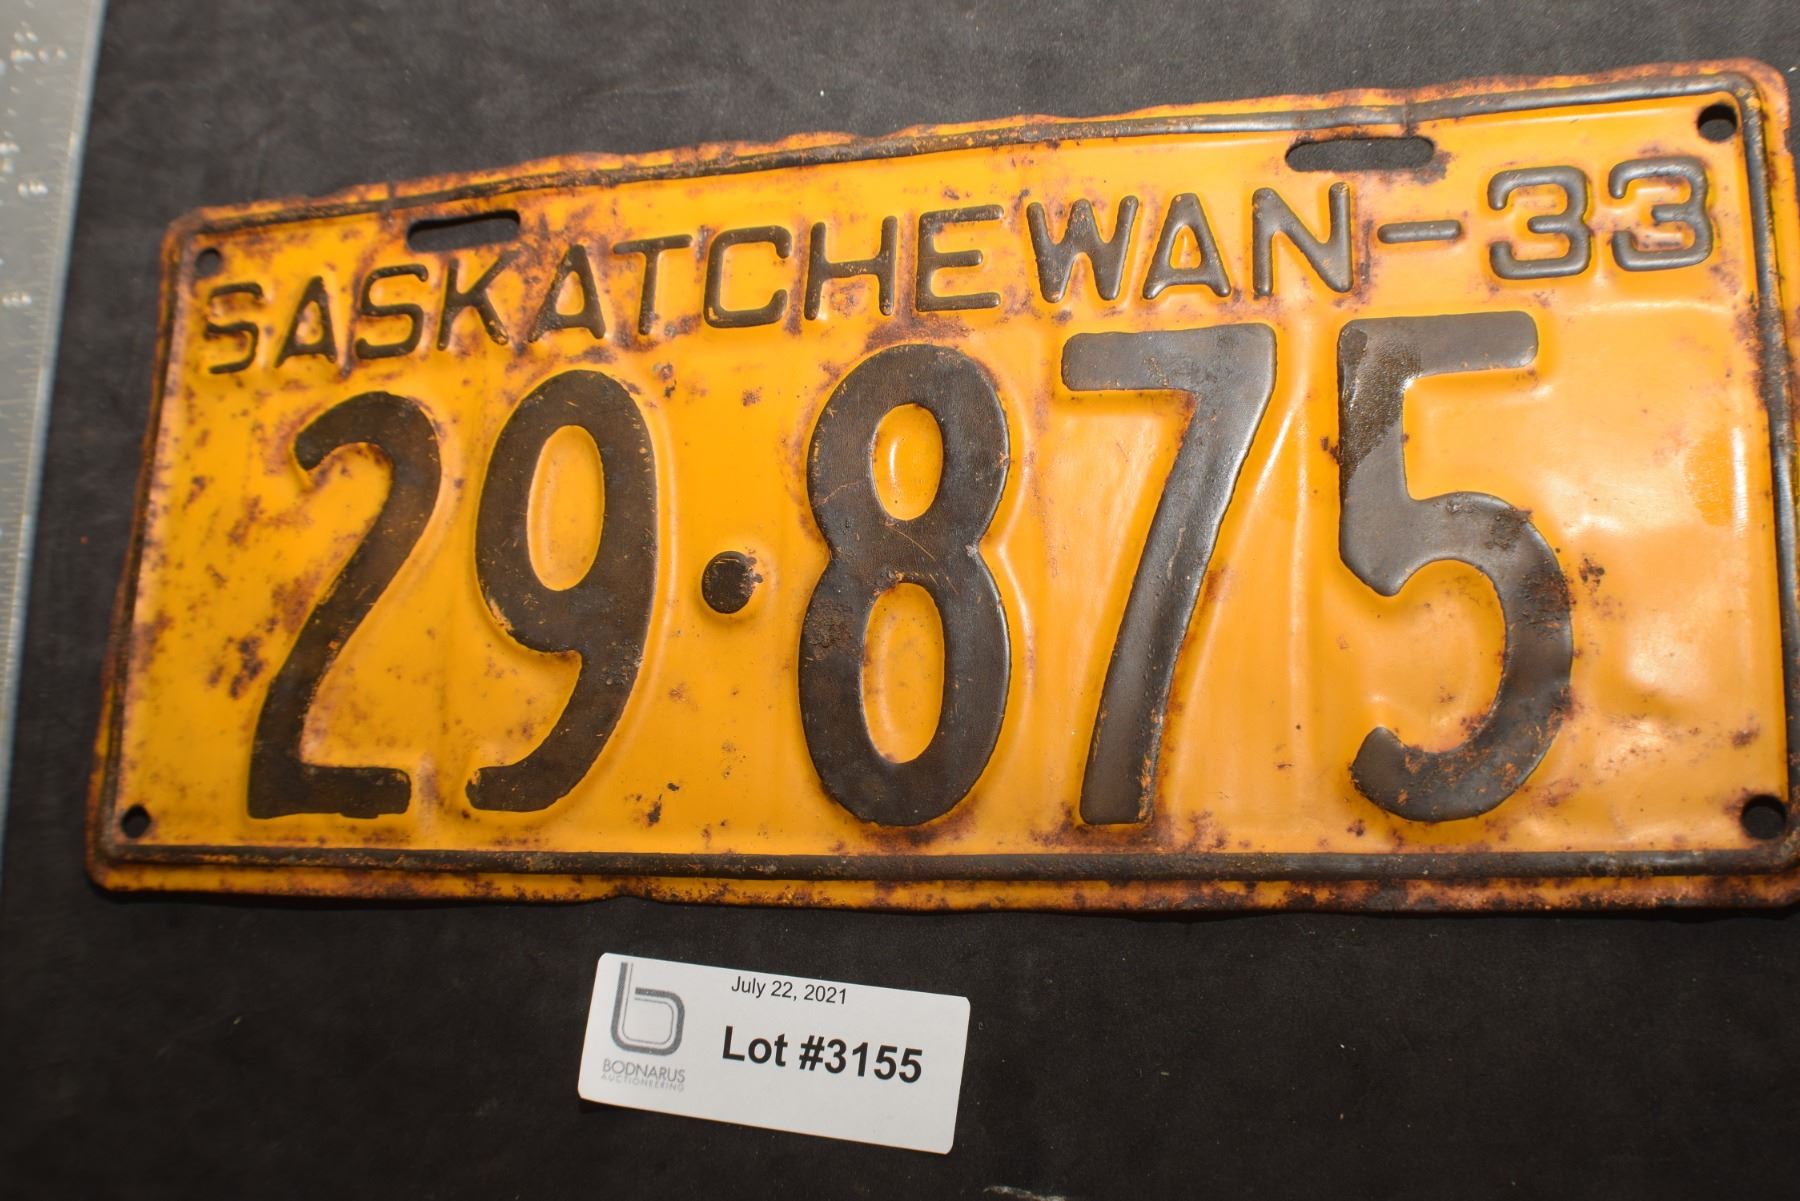 SASKATCHEWAN-33
29·875
July 22, 2021
Lot #3155
BODNARUS
AUCTIONEERING